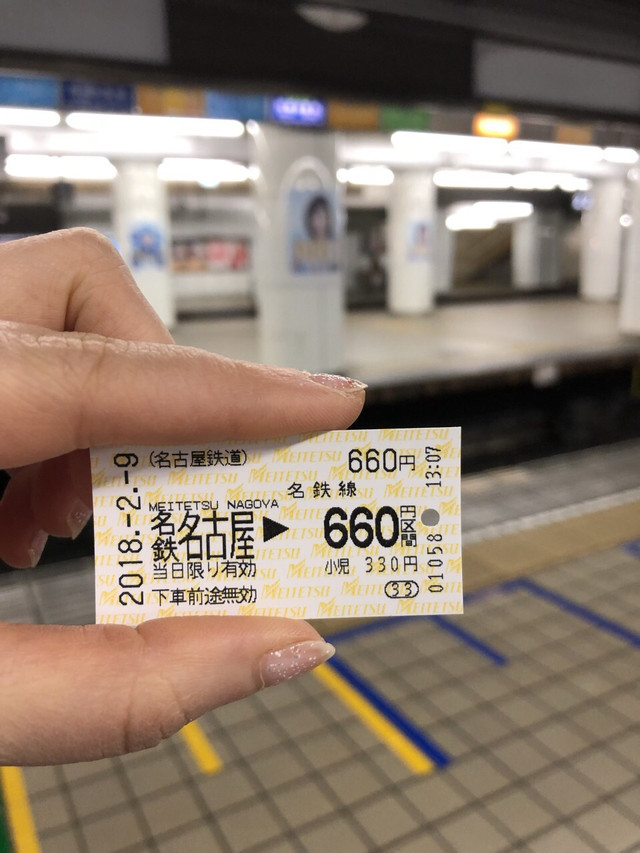 2018.-2.-9
(名古屋鉄道)
660円
13:07
名鉄線
MEITETSU NAGOYA
名鉄名古屋▶660円区間
当日限り有効
小児 330円
下車前途無効
33
01058